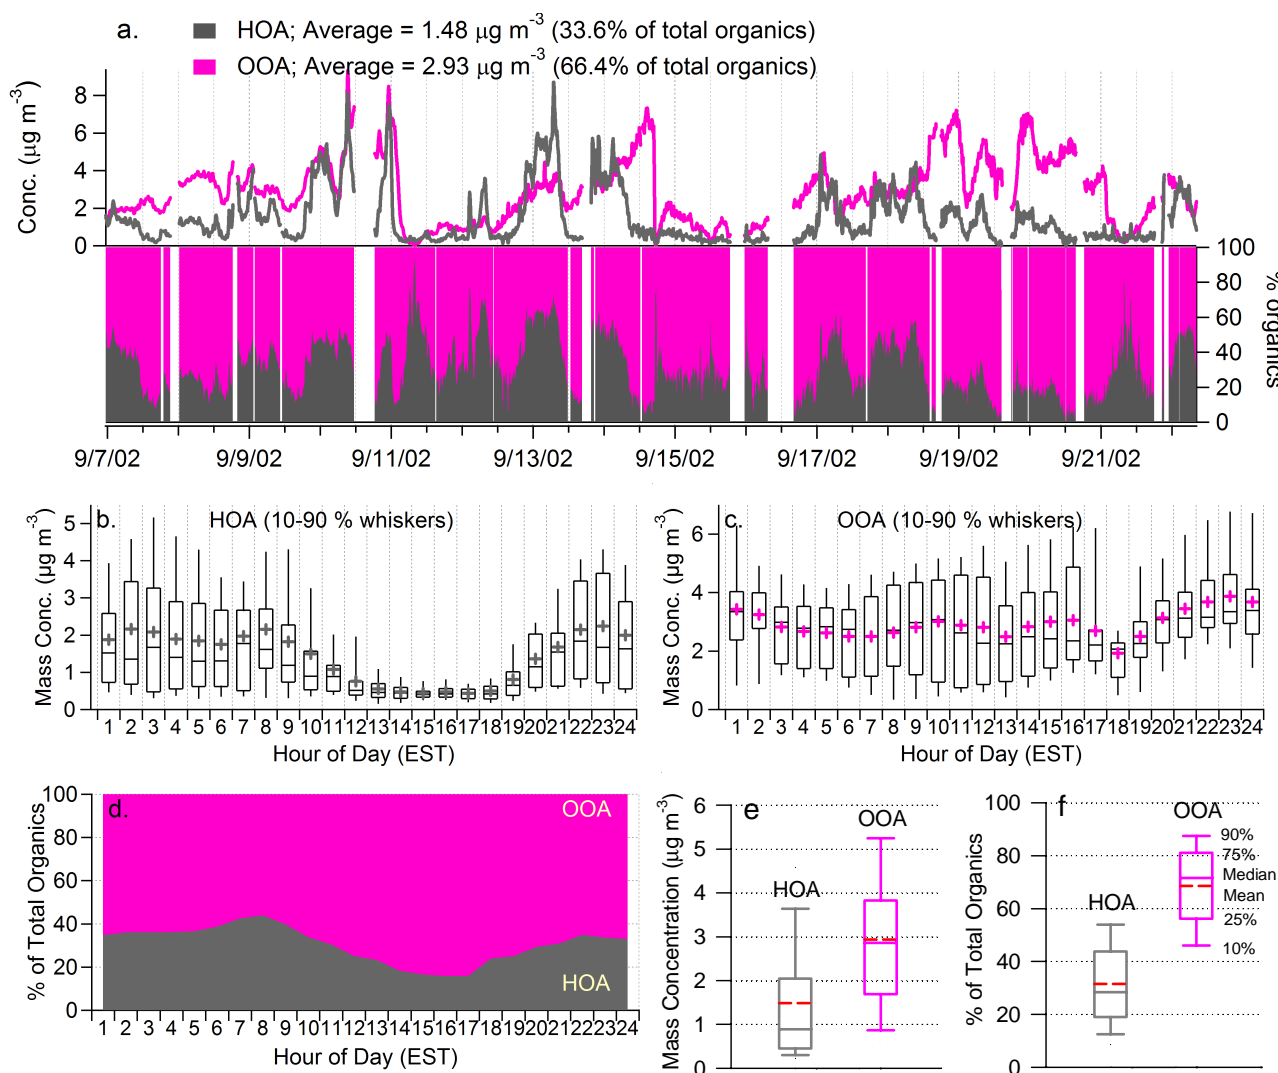 a.
HOA; Average = 1.48 µg m-3 (33.6% of total organics)
OOA; Average = 2.93 µg m-3 (66.4% of total organics)
Conc. (µg m-3)
8
6
4
2
0
100
80
60
40
20
0
% organics
9/7/02 9/9/02 9/11/02 9/13/02 9/15/02 9/17/02 9/19/02 9/21/02
b. HOA (10-90 % whiskers)
Mass Conc. (µg m-3)
5
4
3
2
1
0
1 2 3 4 5 6 7 8 9 10 11 12 13 14 15 16 17 18 19 20 21 22 23 24
Hour of Day (EST)
c. OOA (10-90 % whiskers)
Mass Conc. (µg m-3)
6
4
2
0
1 2 3 4 5 6 7 8 9 10 11 12 13 14 15 16 17 18 19 20 21 22 23 24
Hour of Day (EST)
d.
OOA
HOA
% of Total Organics
100
80
60
40
20
0
1 2 3 4 5 6 7 8 9 10 11 12 13 14 15 16 17 18 19 20 21 22 23 24
Hour of Day (EST)
e
OOA
HOA
Mass Concentration (µg m-3)
6
5
4
3
2
1
0
f
OOA
HOA
90%
75%
Median
Mean
25%
10%
% of Total Organics
100
80
60
40
20
0